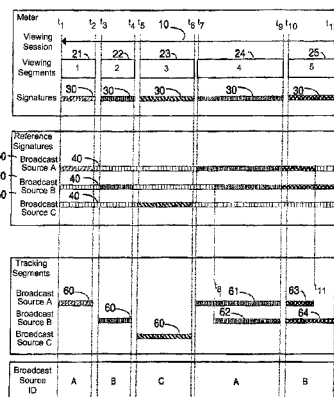 t1 t2 t3 t4 t5 10 t6 t7 t9 t10 t
Meter
Viewing Session
21 22 23 24 25
Viewing Segments 1 2 3 4 5
30 30 30 30 30
Signatures
Reference Signatures
Broadcast Source A
40
Broadcast Source B
40
Broadcast Source C
40
Tracking Segments
t8 t11
Broadcast Source A 60 61 63
Broadcast Source B 60 62 64
Broadcast Source C 60
Broadcast Source ID A B C A B